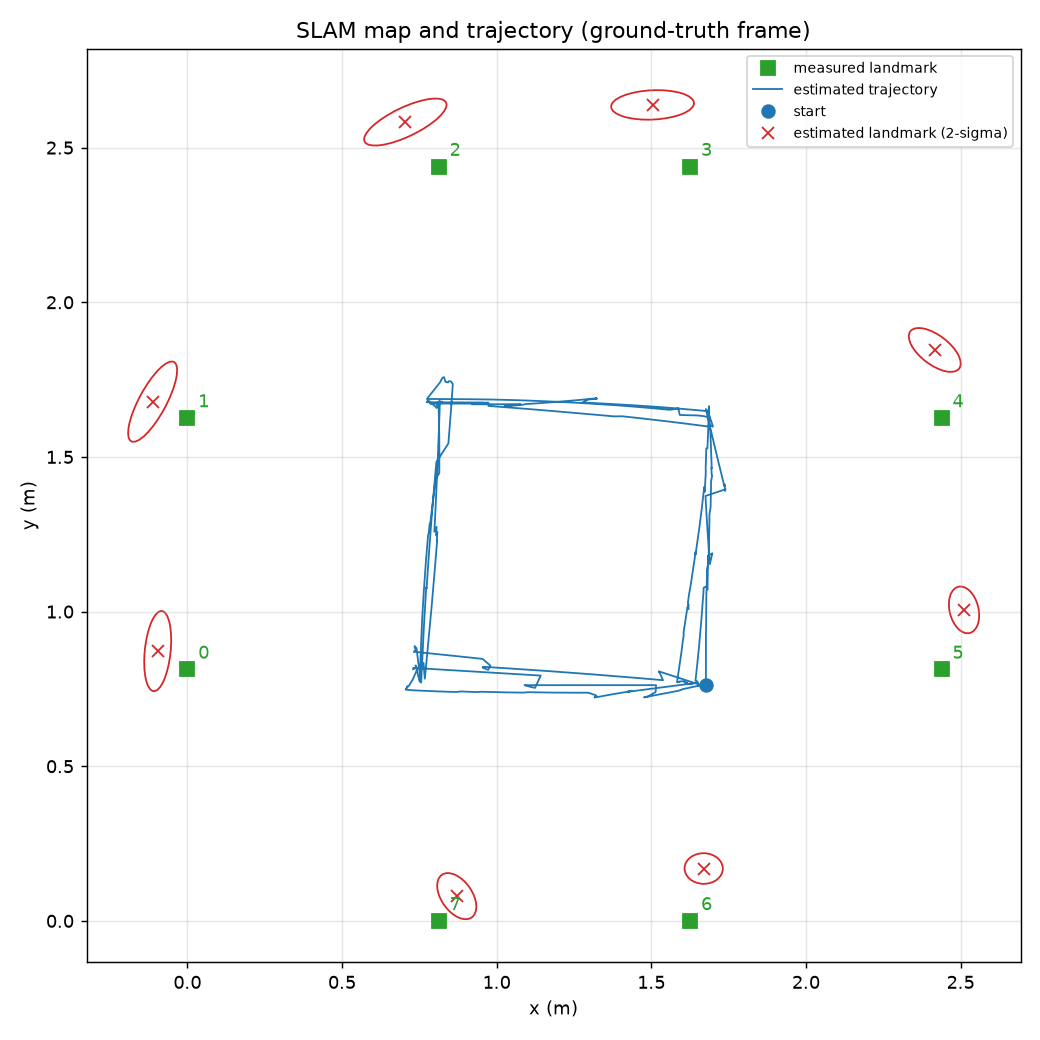 SLAM map and trajectory (ground-truth frame)
measured landmark
estimated trajectory
start
estimated landmark (2-sigma)
2
3
1
4
0
5
7
6
2.5
2.0
1.5
1.0
0.5
0.0
y (m)
0.0 0.5 1.0 1.5 2.0 2.5
x (m)